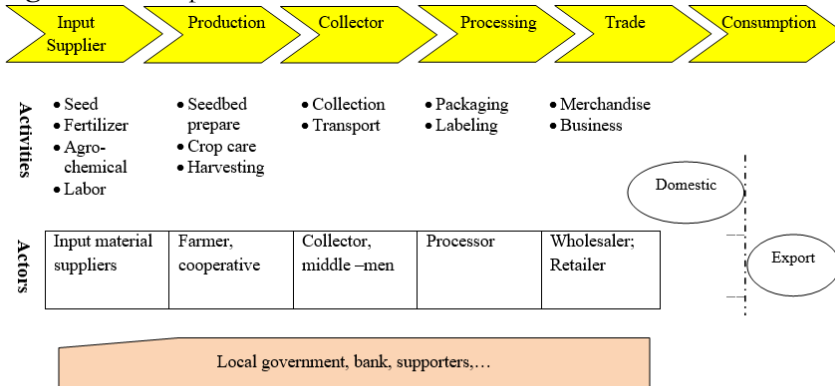 Input
Supplier
Production
Collector
Processing
Trade
Consumption
Activities
• Seed
• Fertilizer
• Agro-
chemical
• Labor
• Seedbed
prepare
• Crop care
• Harvesting
• Collection
• Transport
• Packaging
• Labeling
• Merchandise
• Business
Domestic
Export
Actors
Input material
suppliers
Farmer,
cooperative
Collector,
middle –men
Processor
Wholesaler;
Retailer
Local government, bank, supporters,…